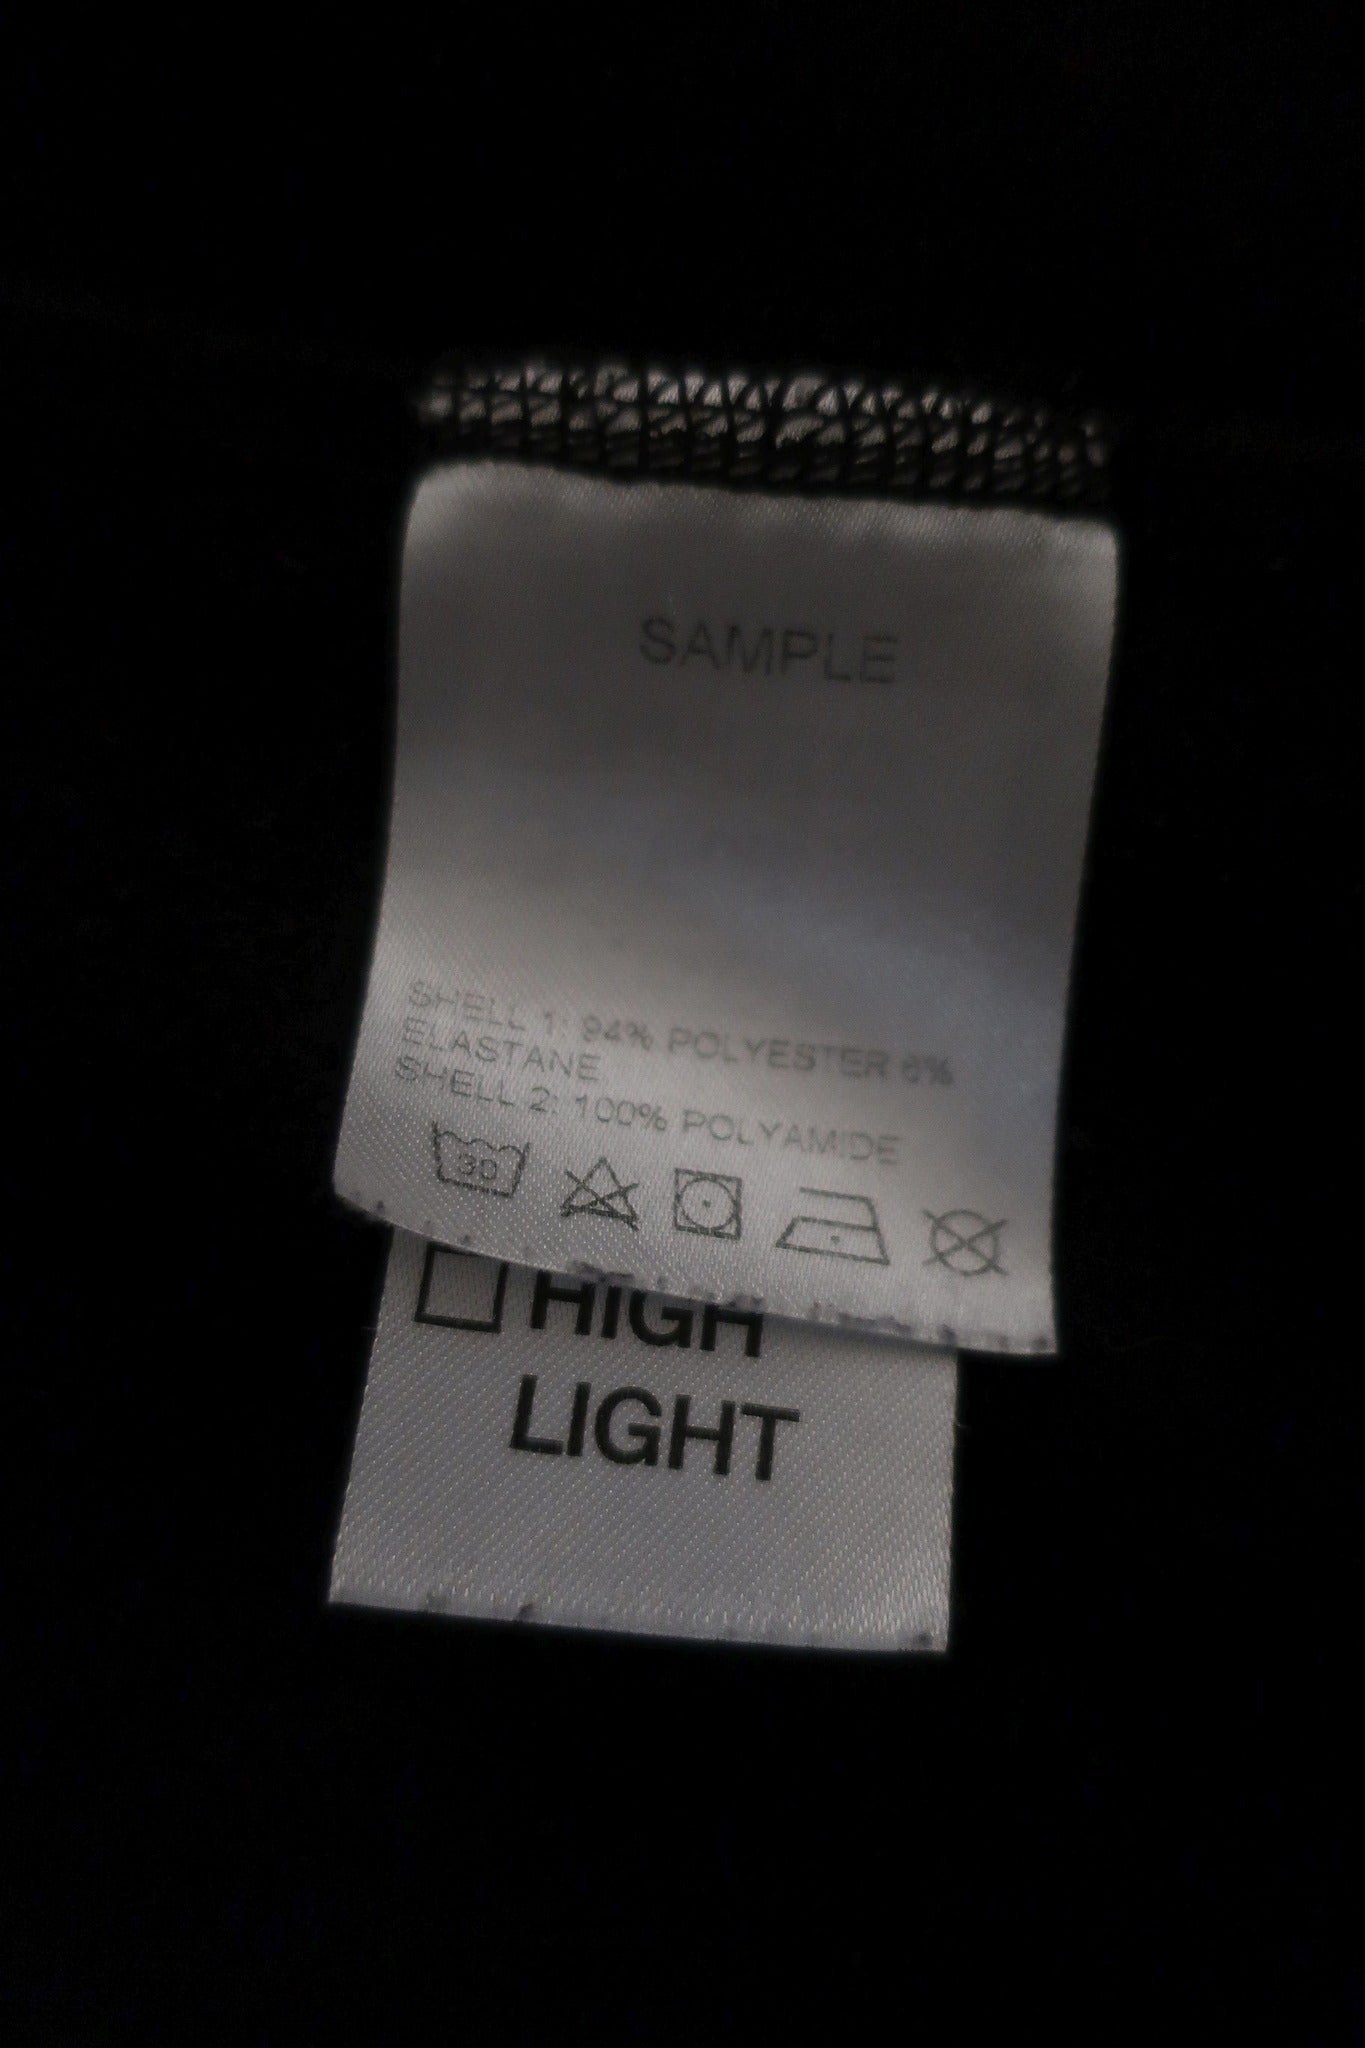 SAMPLE
SHELL 1: 94% POLYESTER 6%
ELASTANE
SHELL 2: 100% POLYAMIDE
30
HIGH
LIGHT